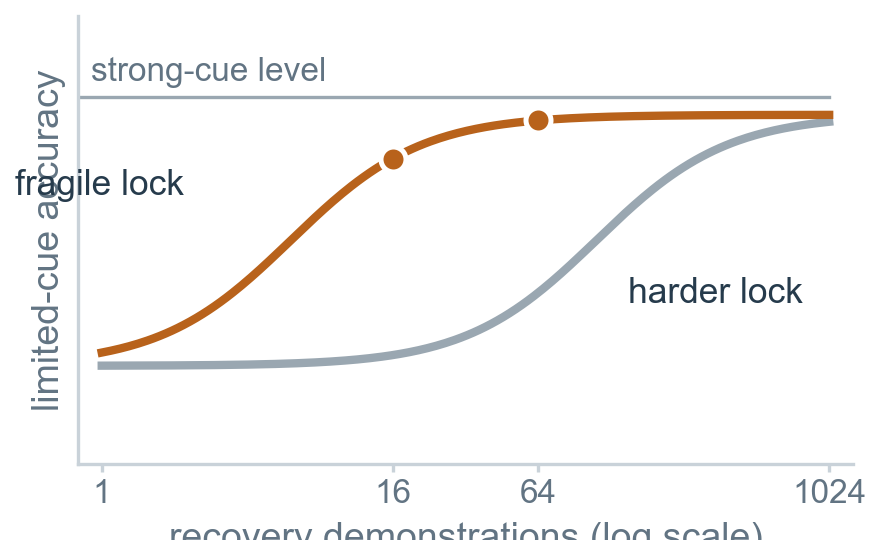 strong-cue level
fragile lock
limited-cue accuracy
harder lock
1 16 64 1024
recovery demonstrations (log scale)